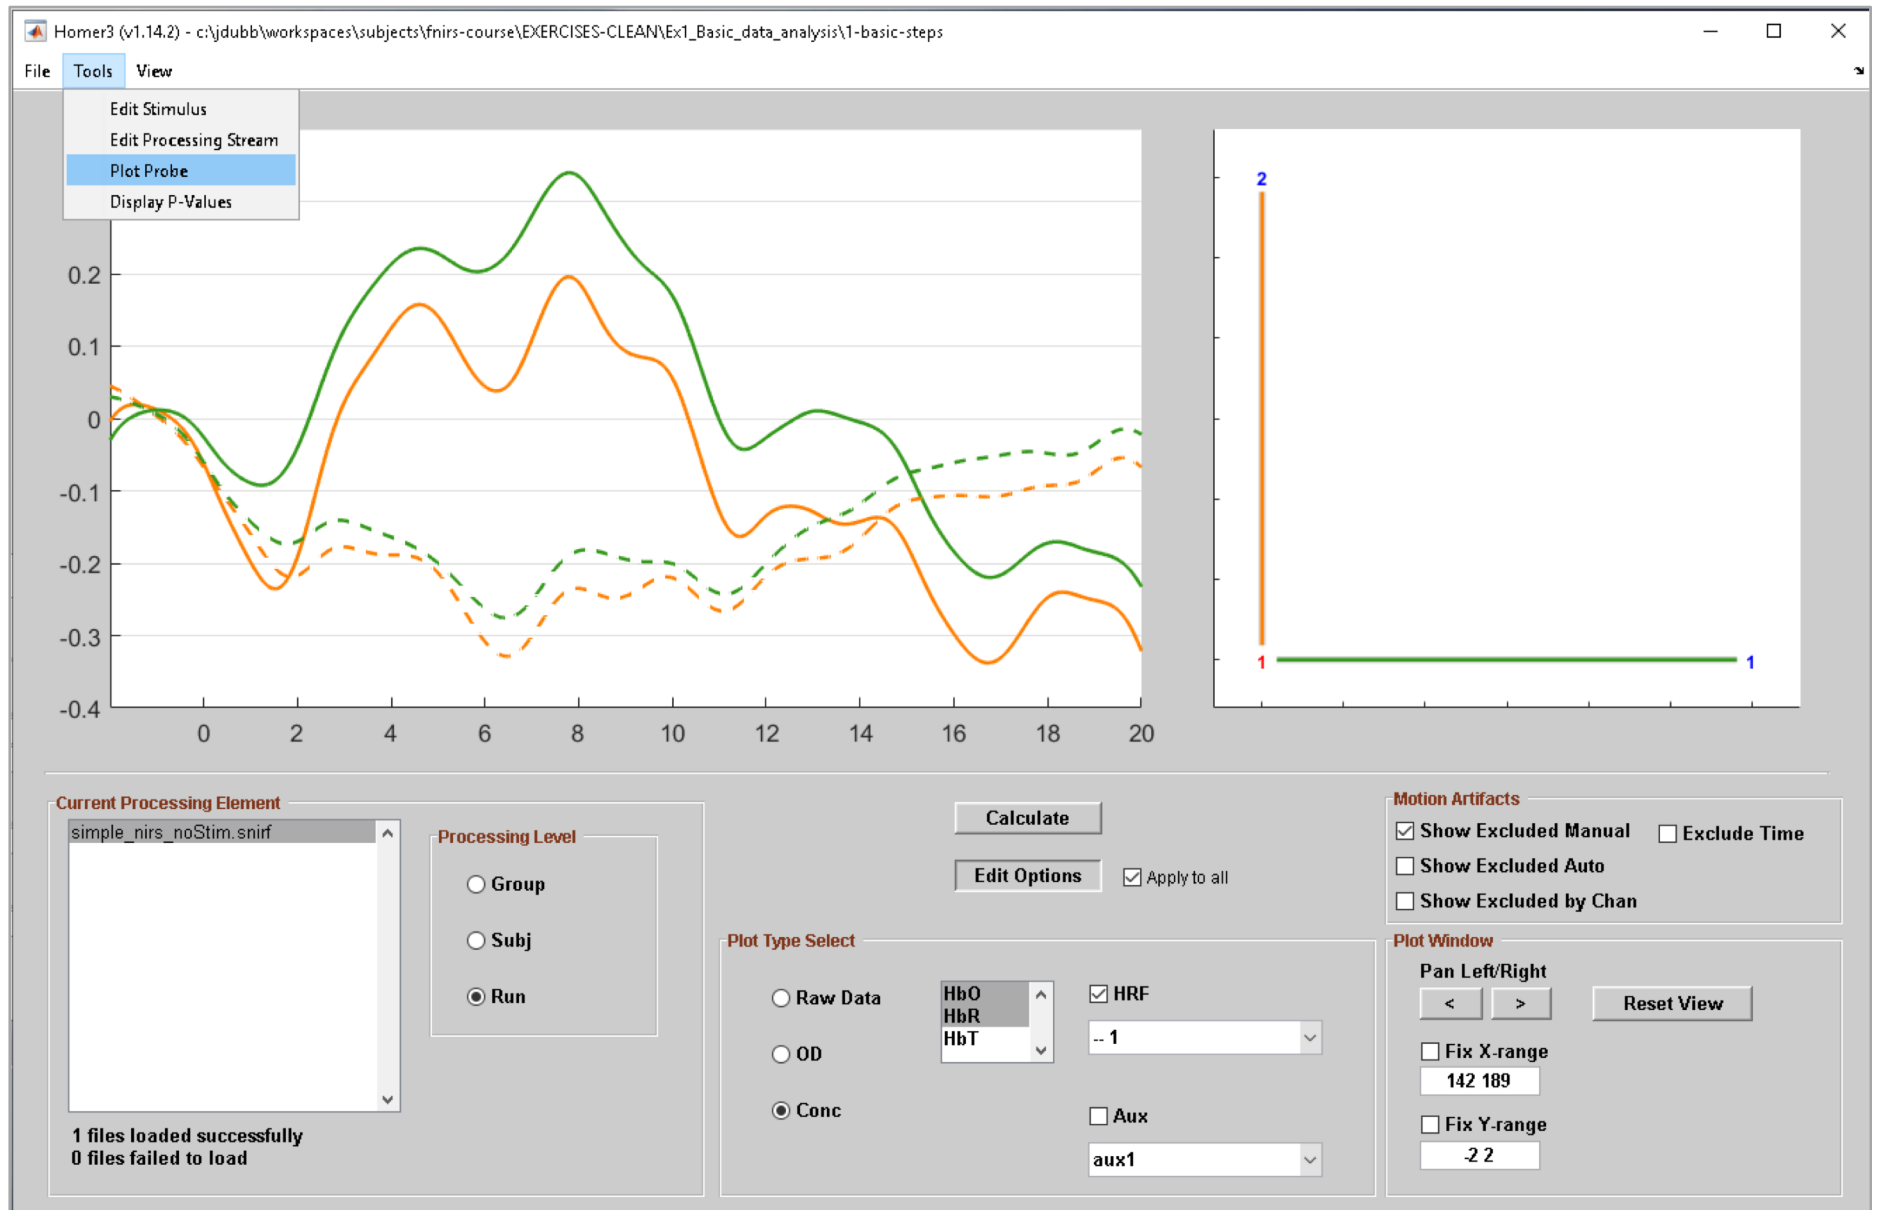 Homer3 (v1.14.2) - c:\jdubb\workspaces\subjects\fnirs-course\EXERCISES-CLEAN\Ex1_Basic_data_analysis\1-basic-steps
File Tools View
Edit Stimulus
Edit Processing Stream
Plot Probe
Display P-Values
0.2
0.1
0
-0.1
-0.2
-0.3
-0.4
0 2 4 6 8 10 12 14 16 18 20
2
1 1
Current Processing Element
simple_nirs_noStim.snirf
1 files loaded successfully
0 files failed to load
Processing Level
Group
Subj
Run
Calculate
Edit Options
Apply to all
Plot Type Select
Raw Data
OD
Conc
HbO
HbR
HbT
HRF
-- 1
Aux
aux1
Motion Artifacts
Show Excluded Manual
Exclude Time
Show Excluded Auto
Show Excluded by Chan
Plot Window
Pan Left/Right
< >
Reset View
Fix X-range
142 189
Fix Y-range
-2 2